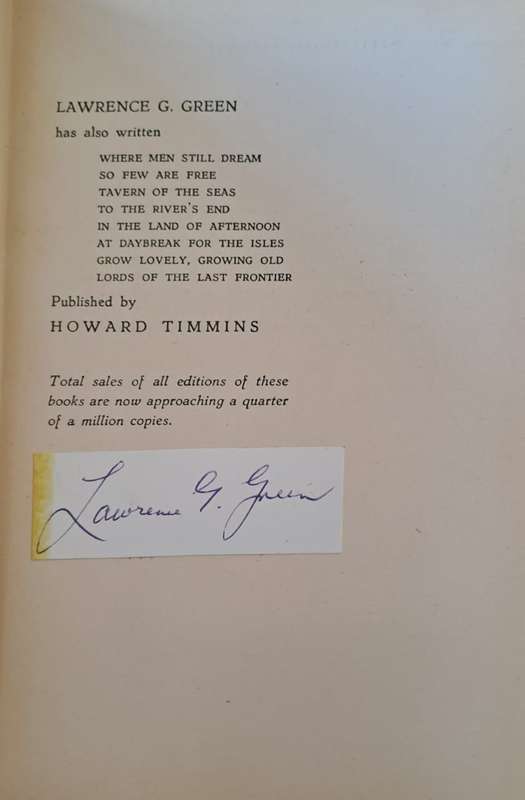 LAWRENCE G. GREEN
has also written
WHERE MEN STILL DREAM
SO FEW ARE FREE
TAVERN OF THE SEAS
TO THE RIVER'S END
IN THE LAND OF AFTERNOON
AT DAYBREAK FOR THE ISLES
GROW LOVELY, GROWING OLD
LORDS OF THE LAST FRONTIER
Published by
HOWARD TIMMINS
Total sales of all editions of these
books are now approaching a quarter
of a million copies.
Lawrence G. Green